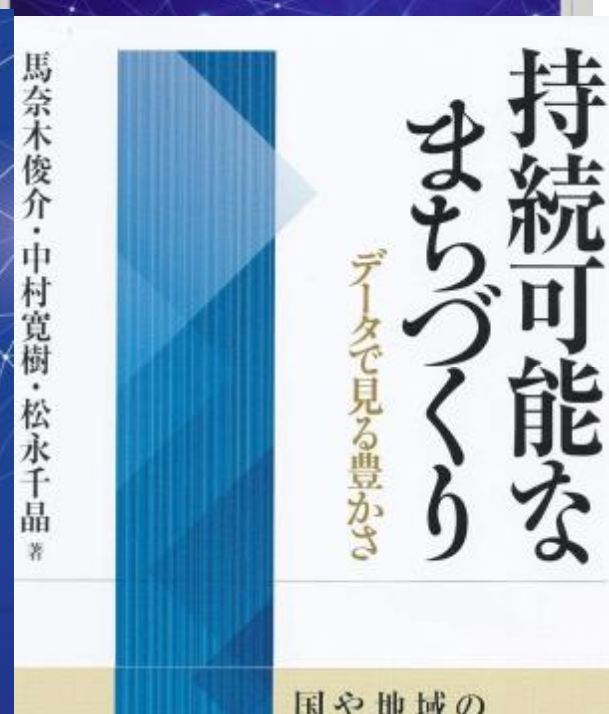 持続可能な
まちづくり
データで見る豊かさ
馬奈木俊介・中村寛樹・松永千晶 著
国や地域の